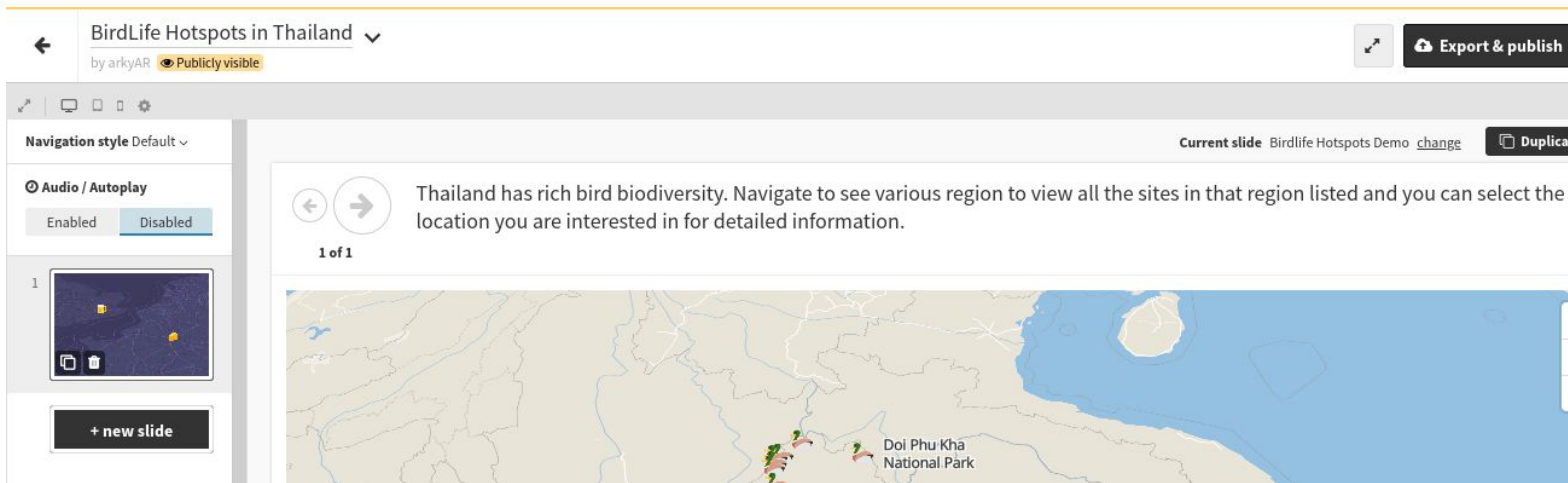 BirdLife Hotspots in Thailand
by arkyAR Publicly visible
Export & publish
Navigation style Default
Current slide Birdlife Hotspots Demo change
Duplica
Audio / Autoplay
Enabled Disabled
Thailand has rich bird biodiversity. Navigate to see various region to view all the sites in that region listed and you can select the
location you are interested in for detailed information.
1 of 1
1
+ new slide
Doi Phu Kha
National Park